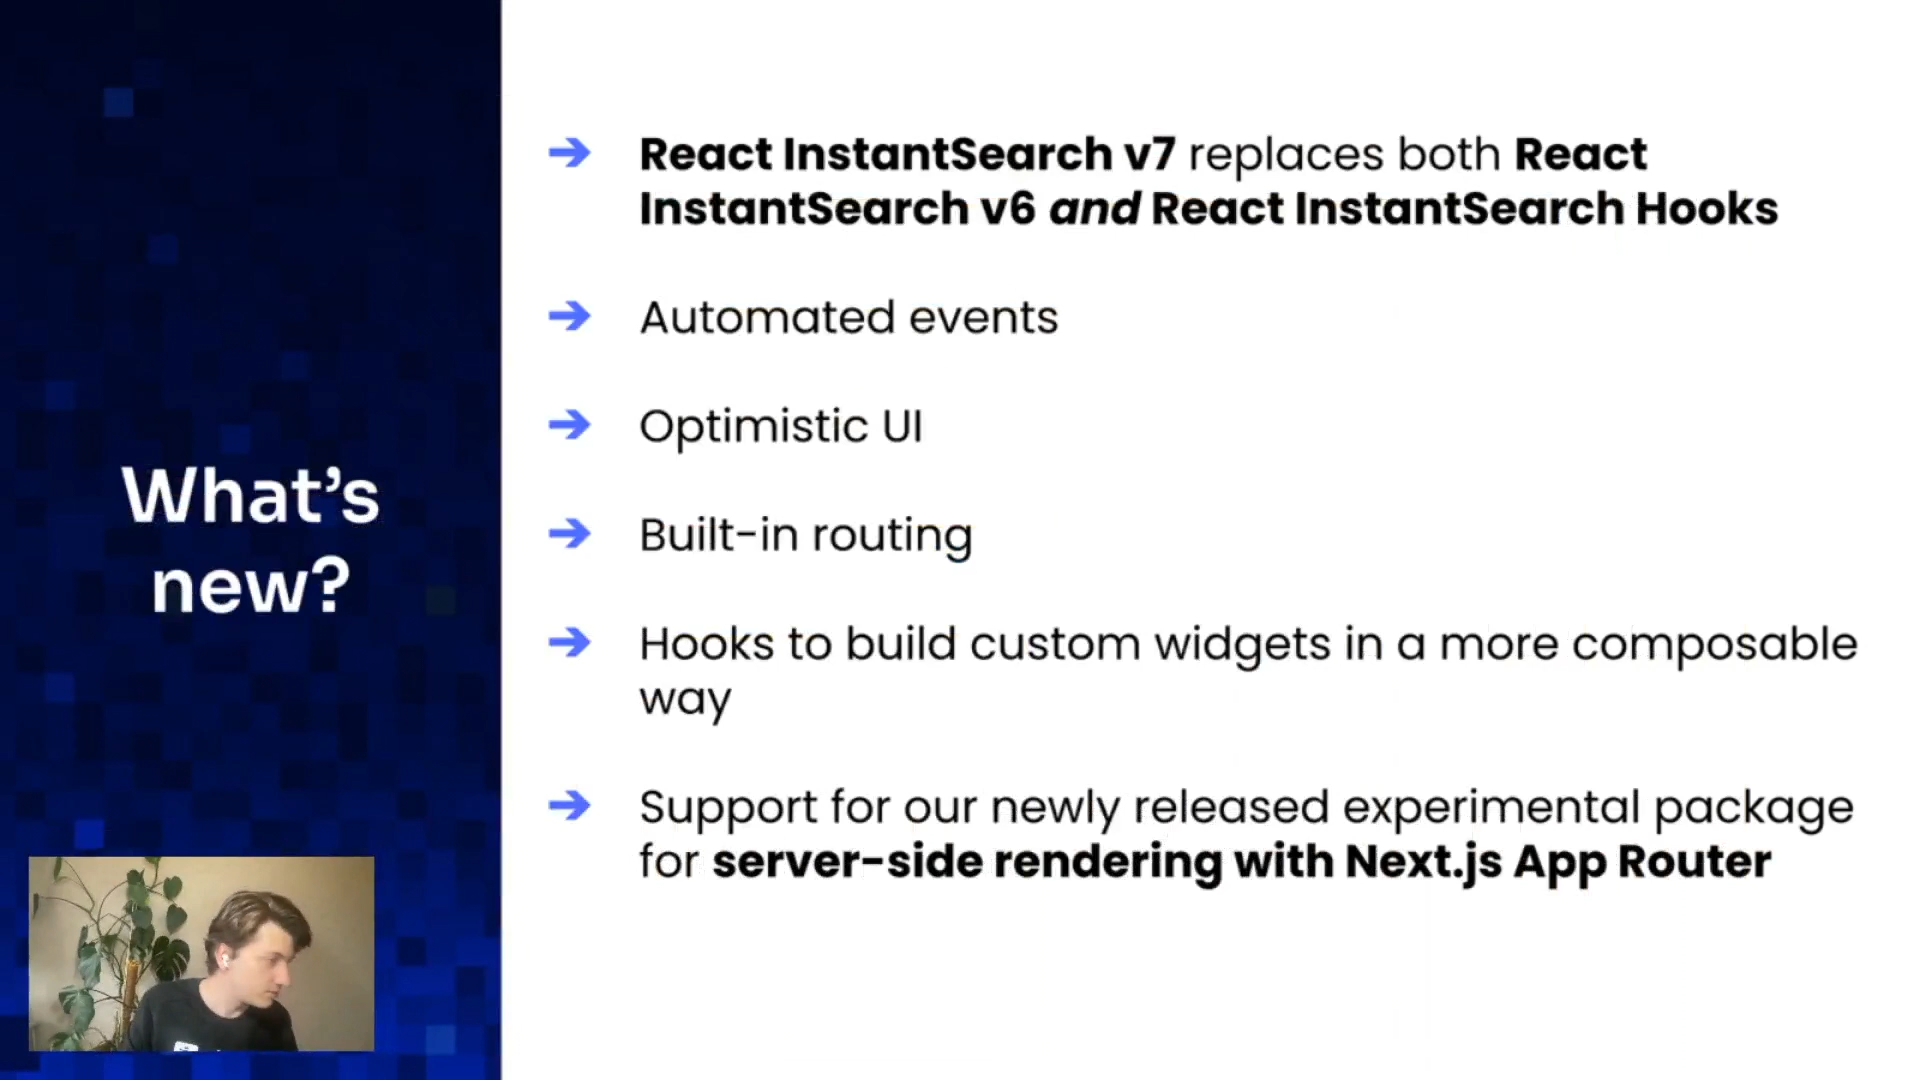 What's
new?
➔ React InstantSearch v7 replaces both React
InstantSearch v6 and React InstantSearch Hooks
➔ Automated events
➔ Optimistic UI
➔ Built-in routing
➔ Hooks to build custom widgets in a more composable
way
➔ Support for our newly released experimental package
for server-side rendering with Next.js App Router